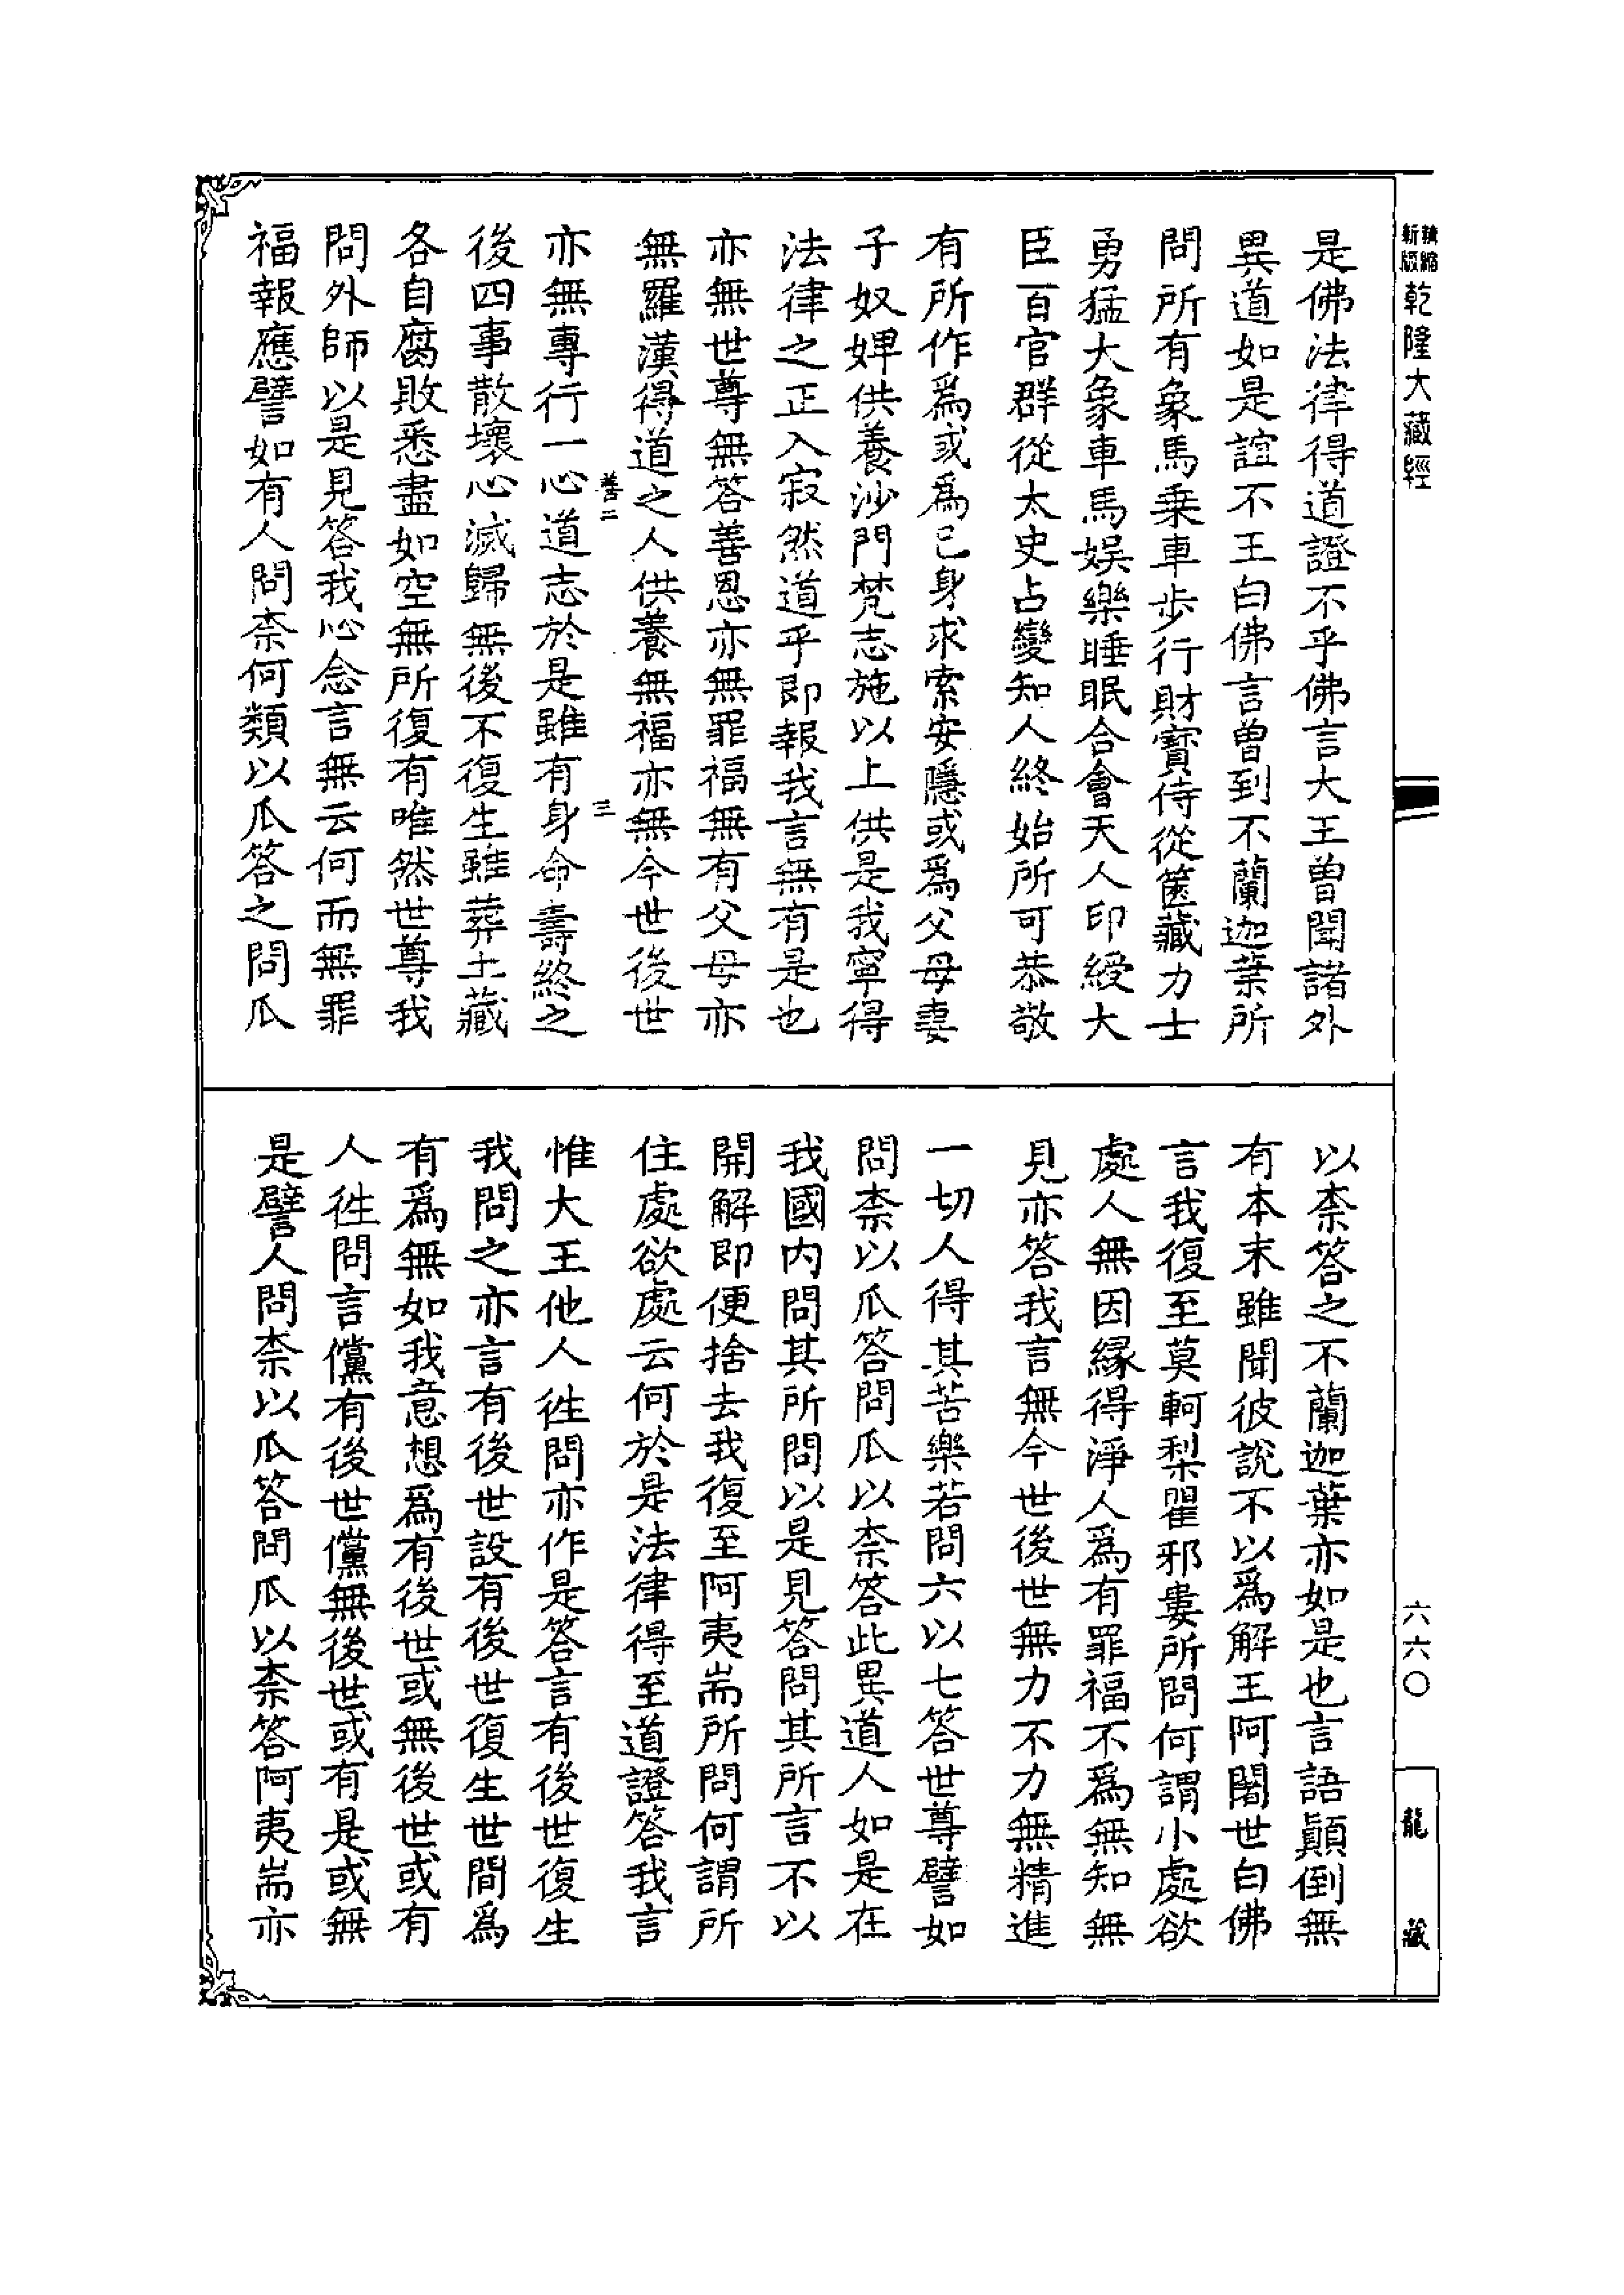 精縮新版乾隆大藏經
是佛法律得道證不乎佛言大王曾聞諸外
異道如是誼不王白佛言曾到不蘭迦葉所
問所有象馬乗車步行財寳侍從篋藏力士
勇猛大象車馬娛樂睡眠合會天人印綬大
臣百官群從太史占變知人終始所可恭敬
有所作爲或爲已身求索安隱或爲父母妻
子奴婢供養沙門梵志施以上供是我寧得
法律之正入寂然道乎即報我言無有是也
亦無世尊無答善恩亦無罪福無有父母亦
無羅漢得道之人供養無福亦無今世後世
善二
三
亦無專行一心道志於是雖有身命壽終之
後四事散壞心滅歸無後不復生雖葬土藏
各自腐敗悉盡如空無所復有唯然世尊我
問外師以是見答我心念言無云何而無罪
福報應譬如有人問柰何類以瓜答之問瓜
以柰答之不蘭迦葉亦如是也言語顛倒無
有本末雖聞彼說不以爲解王阿闍世白佛
言我復至莫軻梨瞿邪婁所問何謂小處欲
處人無因緣得淨人爲有罪福不爲無知無
見亦答我言無今世後世無力不力無精進
一切人得其苦樂若問六以七答世尊譬如
問柰以瓜答問瓜以柰答此異道人如是在
我國内問其所問以是見答問其所言不以
開解即便捨去我復至阿夷耑所問何謂所
住處欲處云何於是法律得至道證答我言
惟大王他人徃問亦作是答言有後世復生
我問之亦言有後世設有後世復生世間爲
有爲無如我意想爲有後世或無後世或有
人徃問言儻有後世儻無後世或有是或無
是譬人問柰以瓜答問瓜以柰答阿夷耑亦
六六〇
龍藏